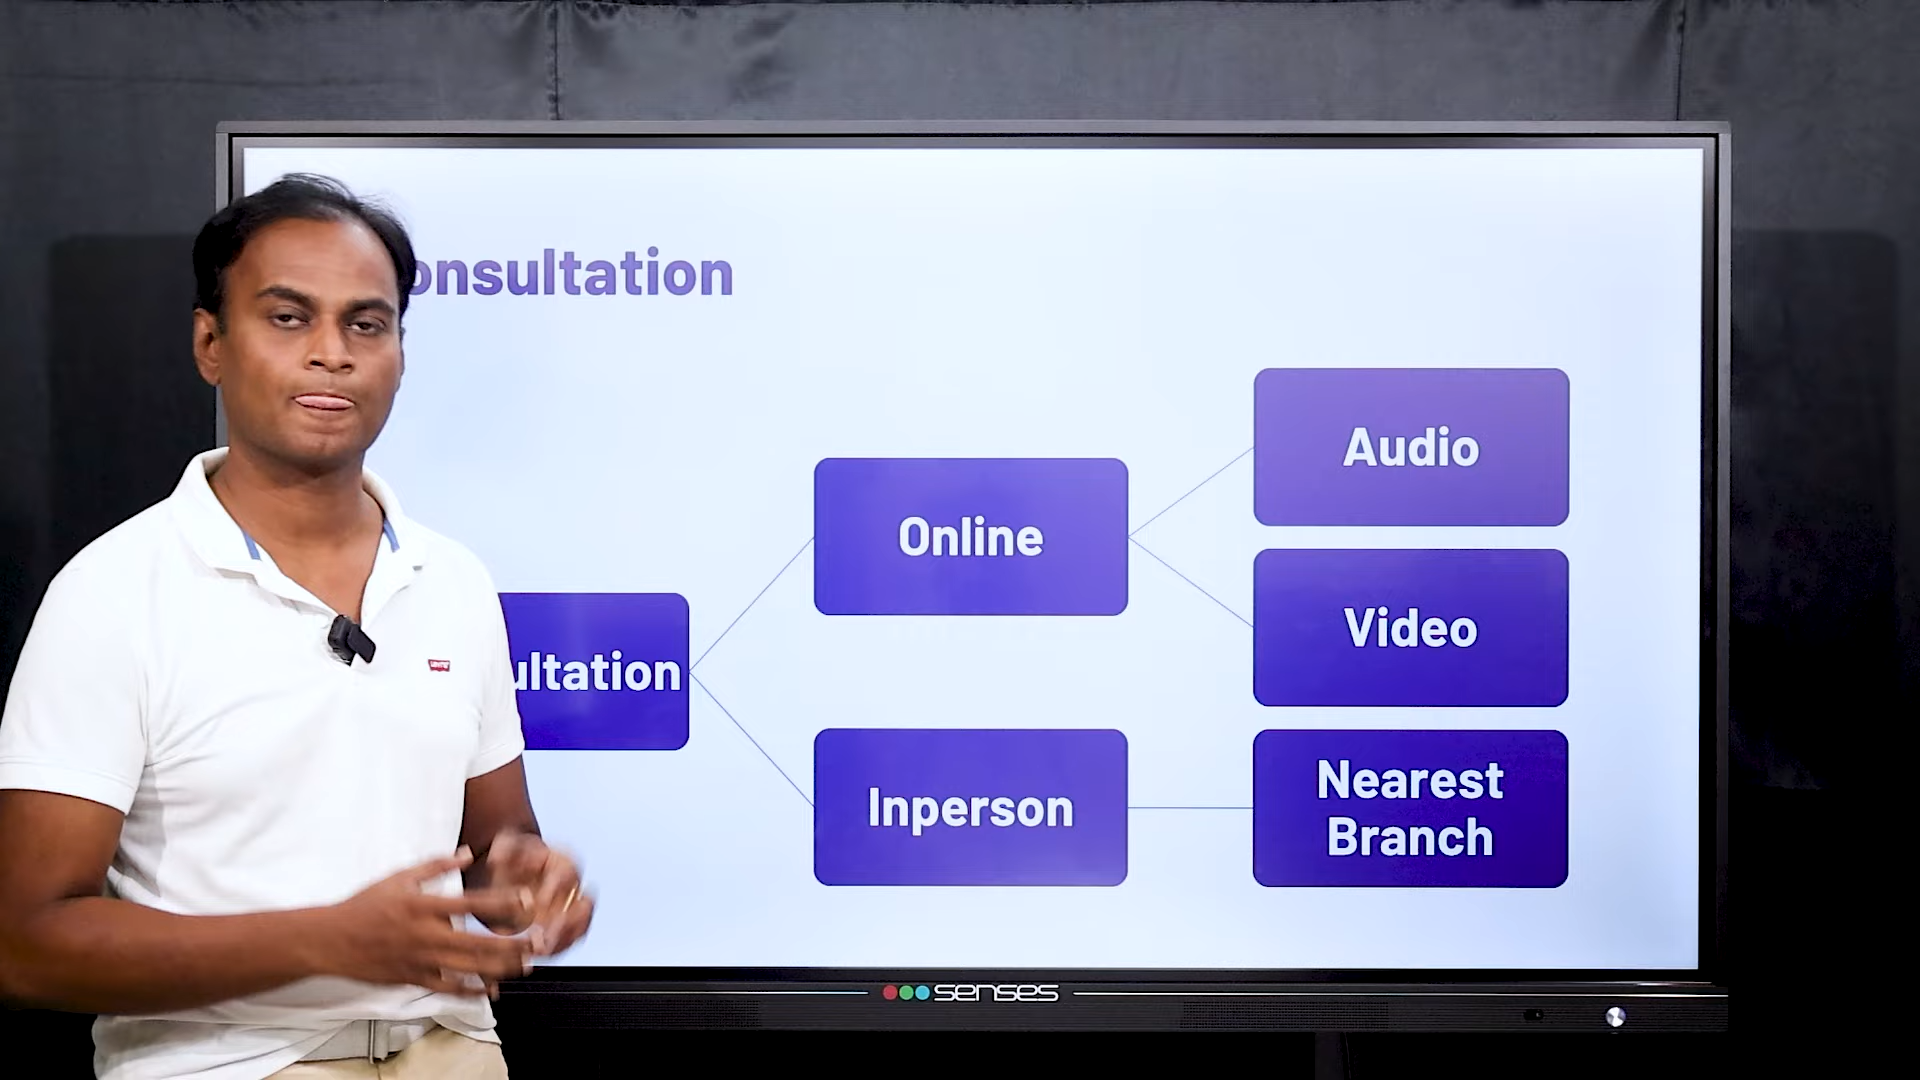 onsultation
Audio
Online
Video
ultation
Inperson
Nearest
Branch
senses